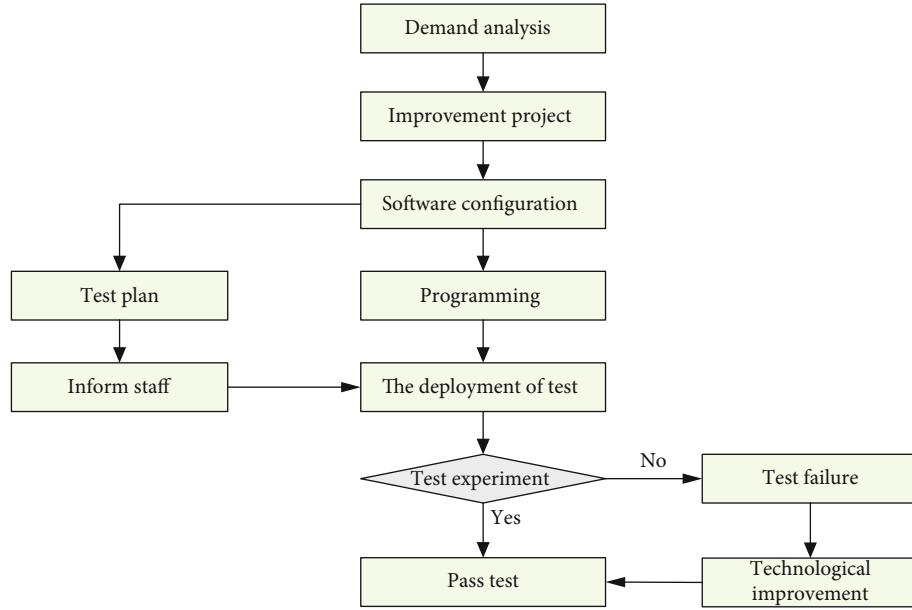 Demand analysis
Improvement project
Software configuration
Test plan
Programming
Inform staff
The deployment of test
Test experiment
No
Test failure
Yes
Pass test
Technological
improvement